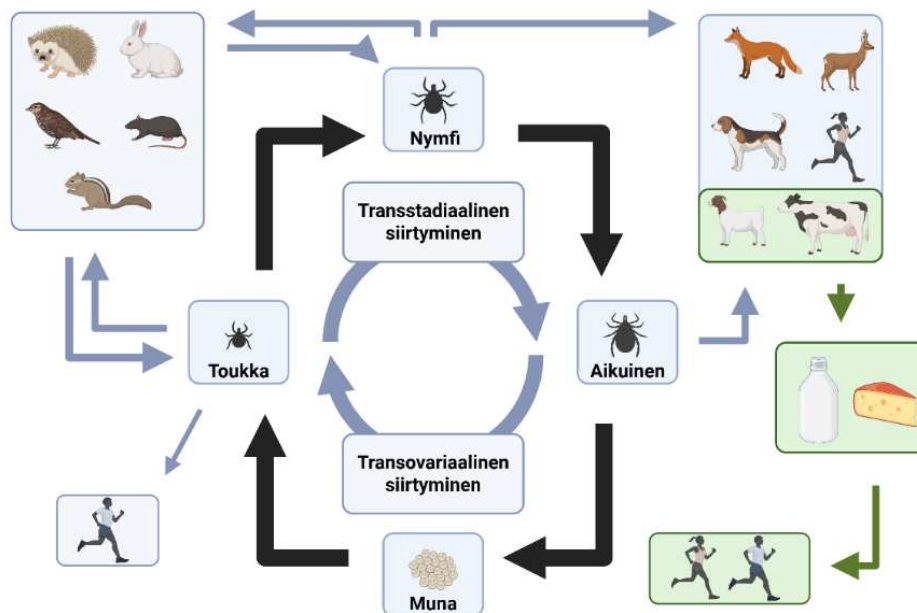 Nymfi
Transstadiaalinen
siirtyminen
Toukka
Aikuinen
Transovariaalinen
siirtyminen
Muna